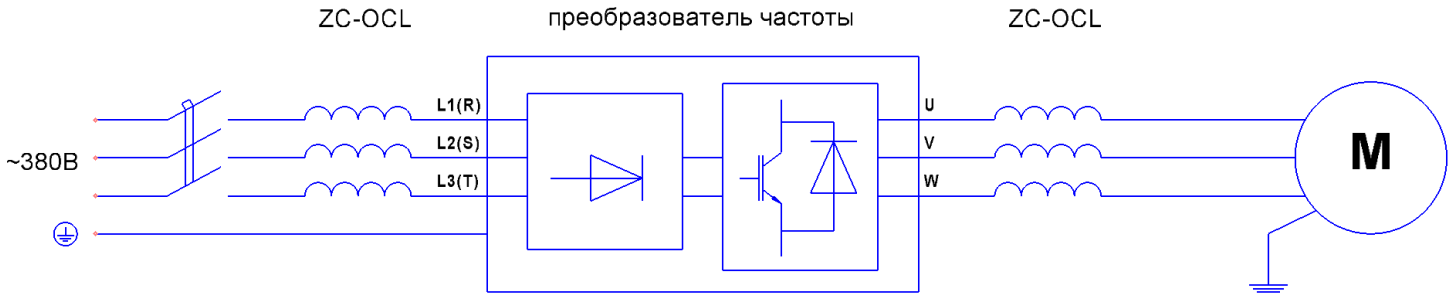 ZC-OCL
преобразователь частоты
ZC-OCL
L1(R)
U
L2(S)
V
~380В
M
L3(T)
W